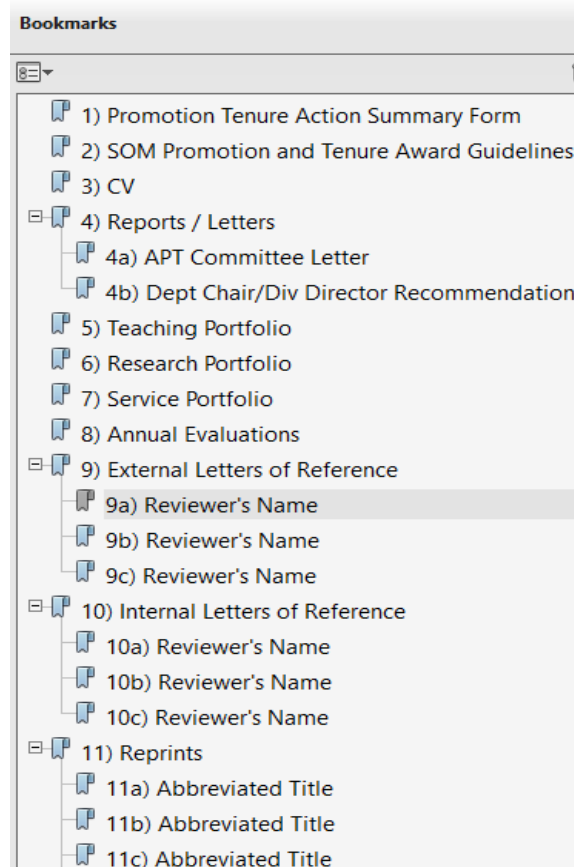 Bookmarks
1) Promotion Tenure Action Summary Form
2) SOM Promotion and Tenure Award Guidelines
3) CV
4) Reports / Letters
4a) APT Committee Letter
4b) Dept Chair/Div Director Recommendation
5) Teaching Portfolio
6) Research Portfolio
7) Service Portfolio
8) Annual Evaluations
9) External Letters of Reference
9a) Reviewer's Name
9b) Reviewer's Name
9c) Reviewer's Name
10) Internal Letters of Reference
10a) Reviewer's Name
10b) Reviewer's Name
10c) Reviewer's Name
11) Reprints
11a) Abbreviated Title
11b) Abbreviated Title
11c) Abbreviated Title